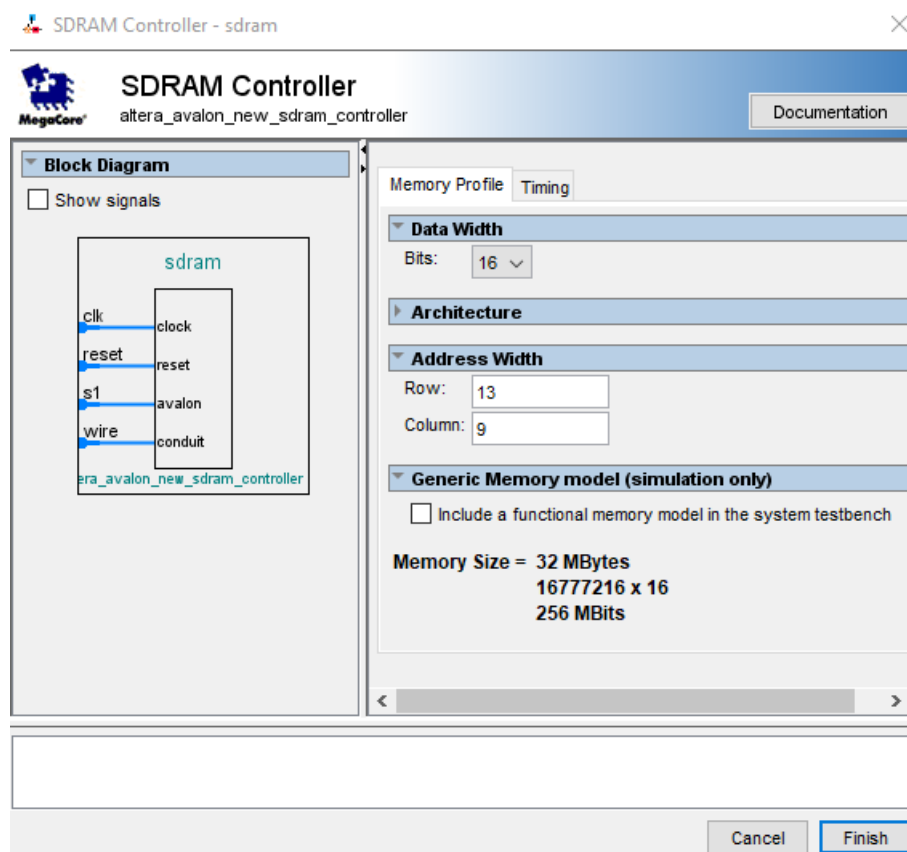 SDRAM Controller - sdram
MegaCore®
SDRAM Controller
altera_avalon_new_sdram_controller
Documentation
Block Diagram
Show signals
sdram
clk
clock
reset
reset
s1
avalon
wire
conduit
era_avalon_new_sdram_controller
Memory Profile
Timing
Data Width
Bits:
16
Architecture
Address Width
Row:
13
Column:
9
Generic Memory model (simulation only)
Include a functional memory model in the system testbench
Memory Size = 32 MBytes
16777216 x 16
256 MBits
Cancel
Finish